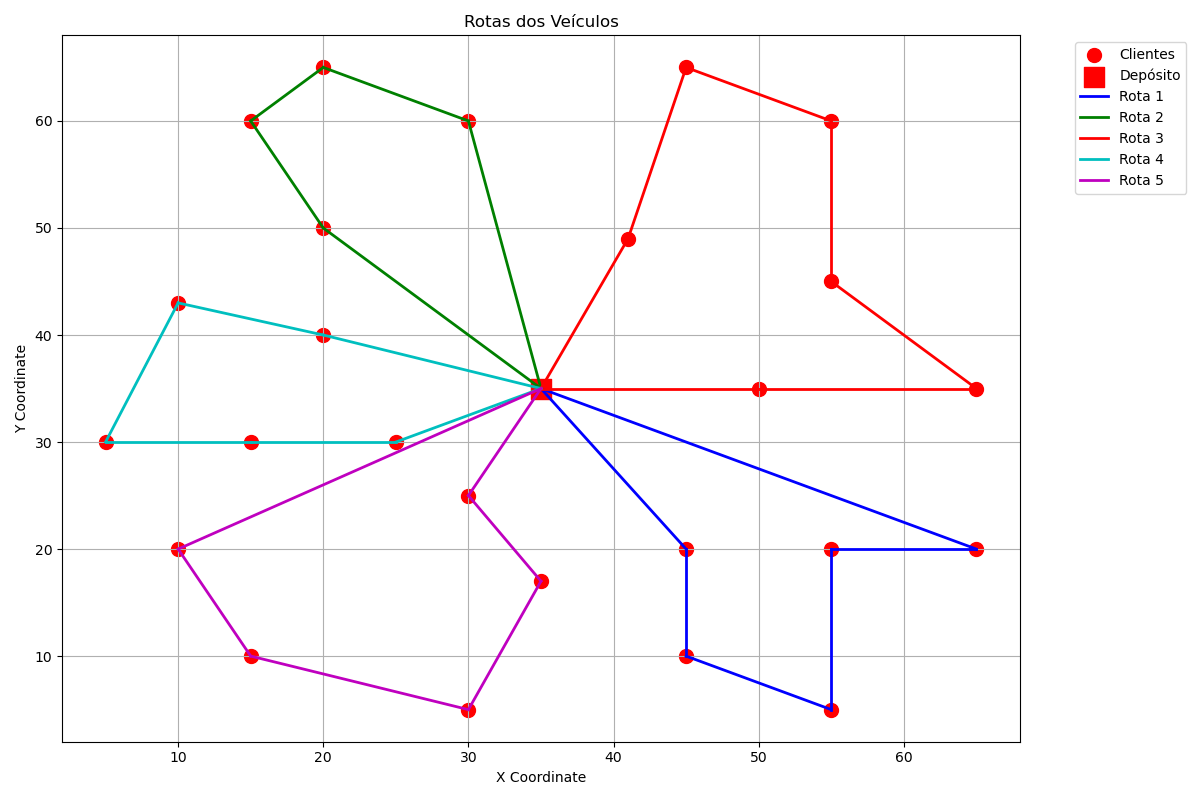 Rotas dos Veículos
Clientes
Depósito
Rota 1
Rota 2
Rota 3
Rota 4
Rota 5
Y Coordinate
60
50
40
30
20
10
10 20 30 40 50 60
X Coordinate